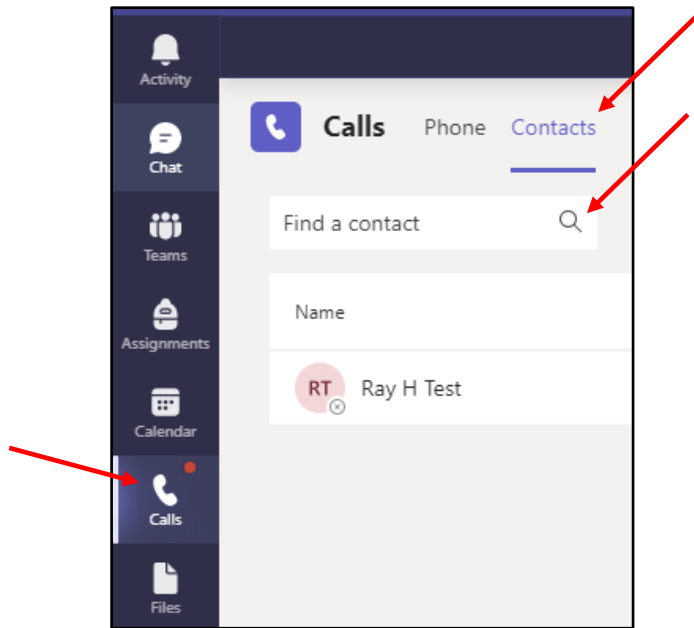 Activity
Chat
Teams
Assignments
Calendar
Calls
Files
Calls Phone Contacts
Find a contact
Name
RT Ray H Test